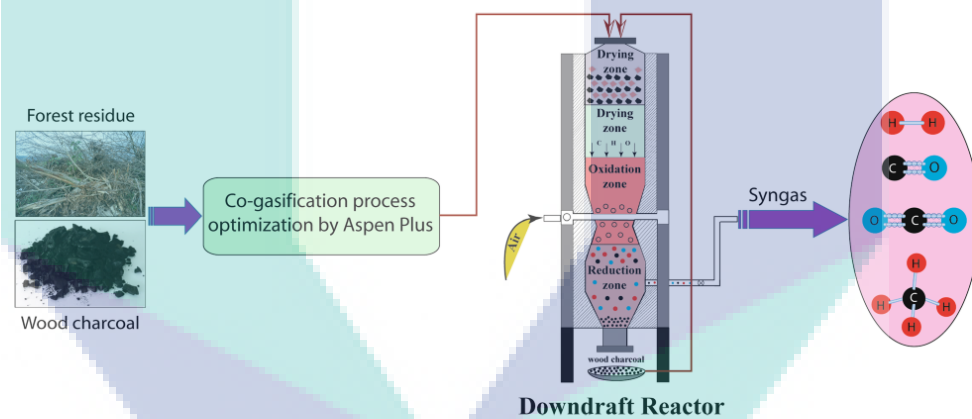 Forest residue
Wood charcoal
Co-gasification process
optimization by Aspen Plus
Drying
zone
Drying
zone
C H O
Oxidation
zone
Air
Reduction
zone
wood charcoal
Downdraft Reactor
Syngas
H H
C O
O C O
H
H C H
H